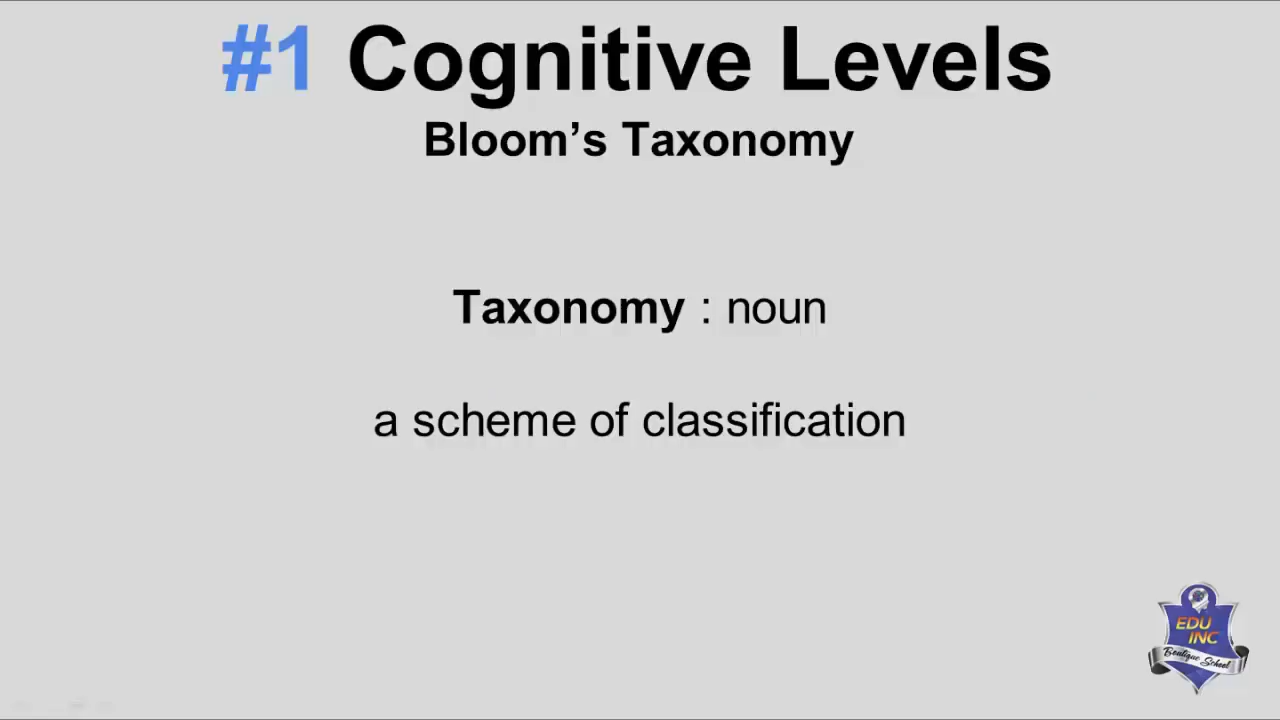 #1 Cognitive Levels
Bloom’s Taxonomy
Taxonomy : noun
a scheme of classification
EDU
INC
Boutique School